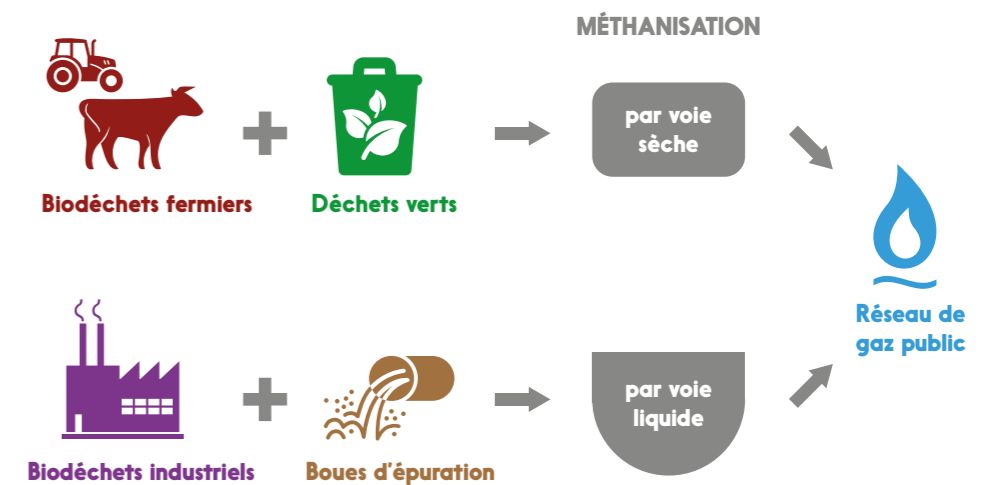 MÉTHANISATION
par voie
sèche
Biodéchets fermiers
Déchets verts
Réseau de
gaz public
par voie
liquide
Biodéchets industriels
Boues d'épuration